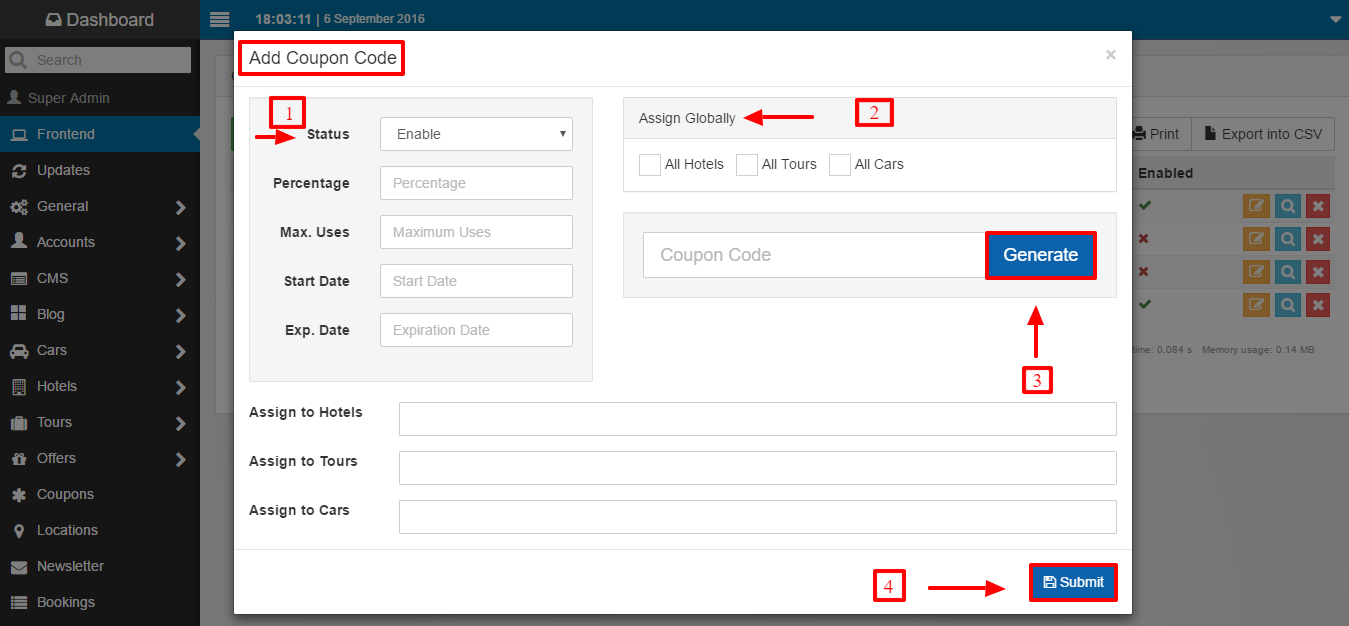 Dashboard
18:03:11 | 6 September 2016
Search
Super Admin
Frontend
Updates
General
Accounts
CMS
Blog
Cars
Hotels
Tours
Offers
Coupons
Locations
Newsletter
Bookings
Add Coupon Code
×
1
Status Enable
Percentage Percentage
Max. Uses Maximum Uses
Start Date Start Date
Exp. Date Expiration Date
Assign Globally 2
All Hotels All Tours All Cars
Coupon Code Generate
3
Assign to Hotels
Assign to Tours
Assign to Cars
4 Submit
Print Export into CSV
Enabled
time: 0.084 s Memory usage: 0.14 MB